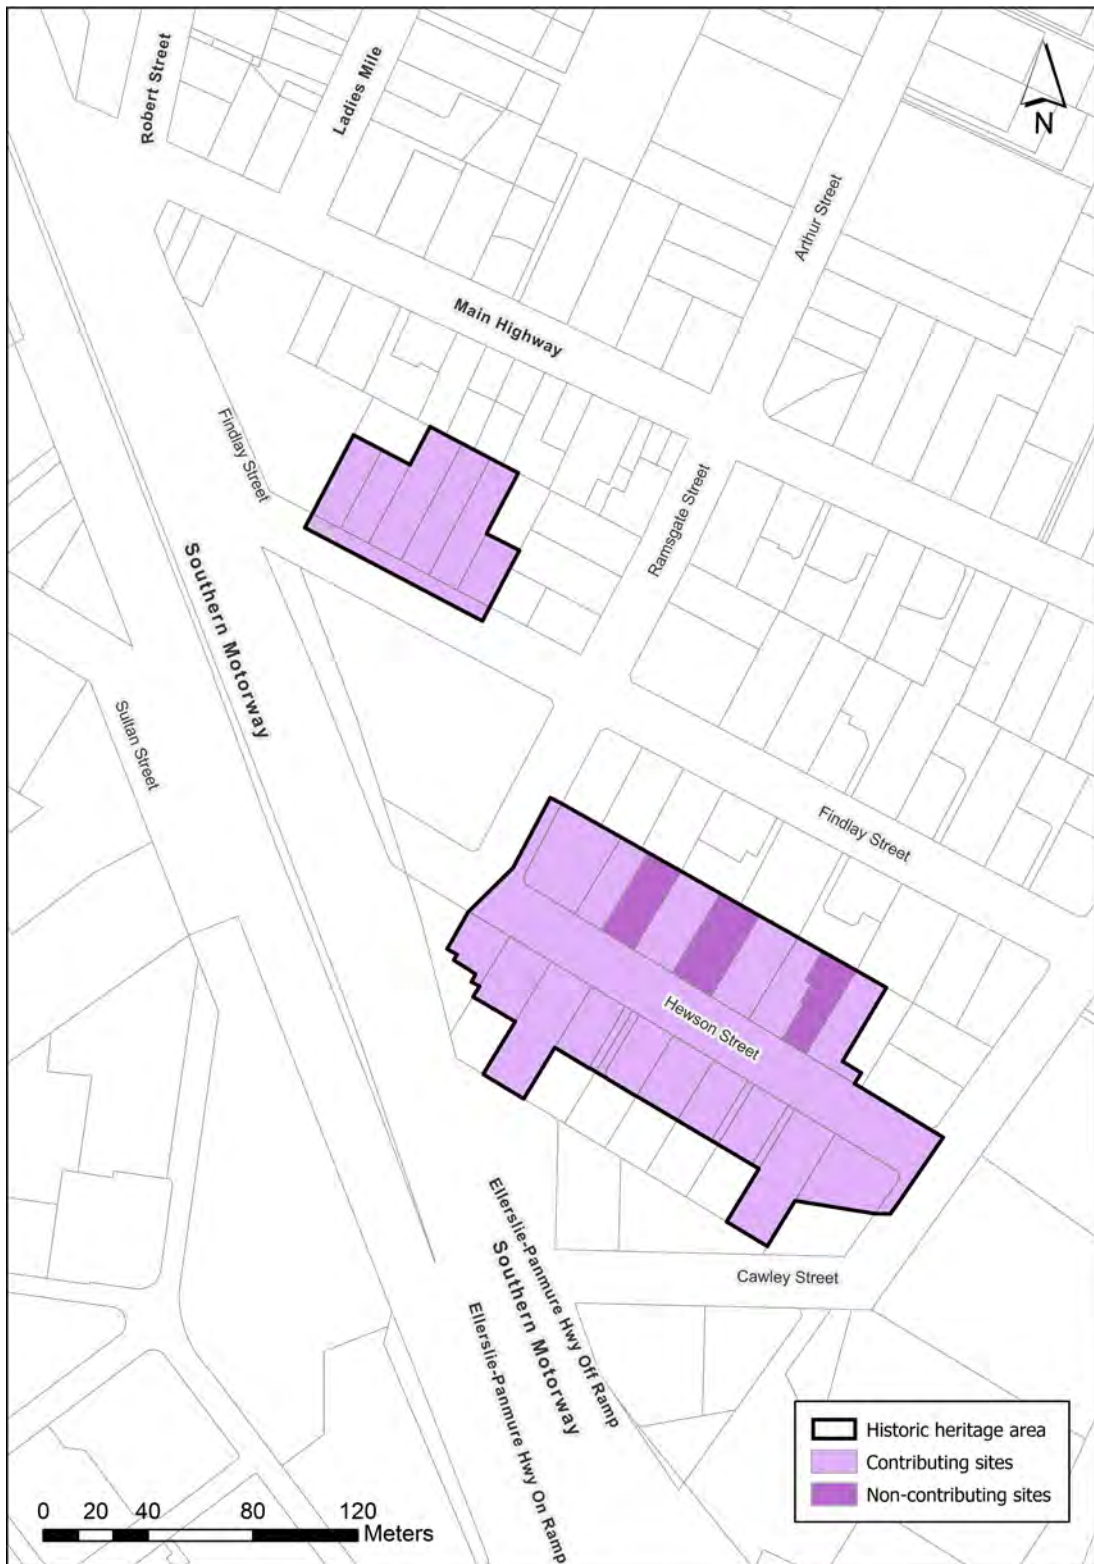 Robert Street
Ladies Mile
N
Arthur Street
Main Highway
Findlay Street
Ramsgate Street
Southern Motorway
Sultan Street
Findlay Street
Hewson Street
Ellerslie-Panmure Hwy Off Ramp
Southern Motorway
Cawley Street
Ellerslie-Panmure Hwy On Ramp
Historic heritage area
Contributing sites
Non-contributing sites
0 20 40 80 120
Meters